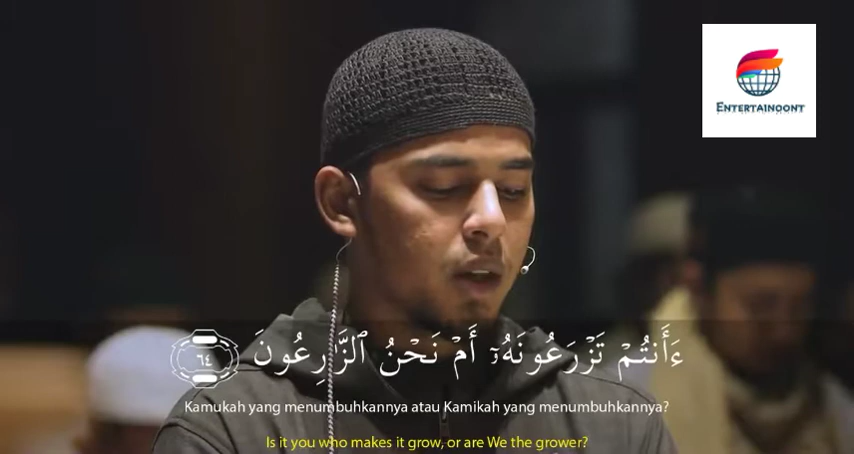 ENTERTAINOONT
ءَأَنتُمْ تَزْرَعُونَهُۥٓ أَمْ نَحْنُ ٱلزَّٰرِعُونَ ٦٤
Kamukah yang menumbuhkannya atau Kamikah yang menumbuhkannya?
Is it you who makes it grow, or are We the grower?